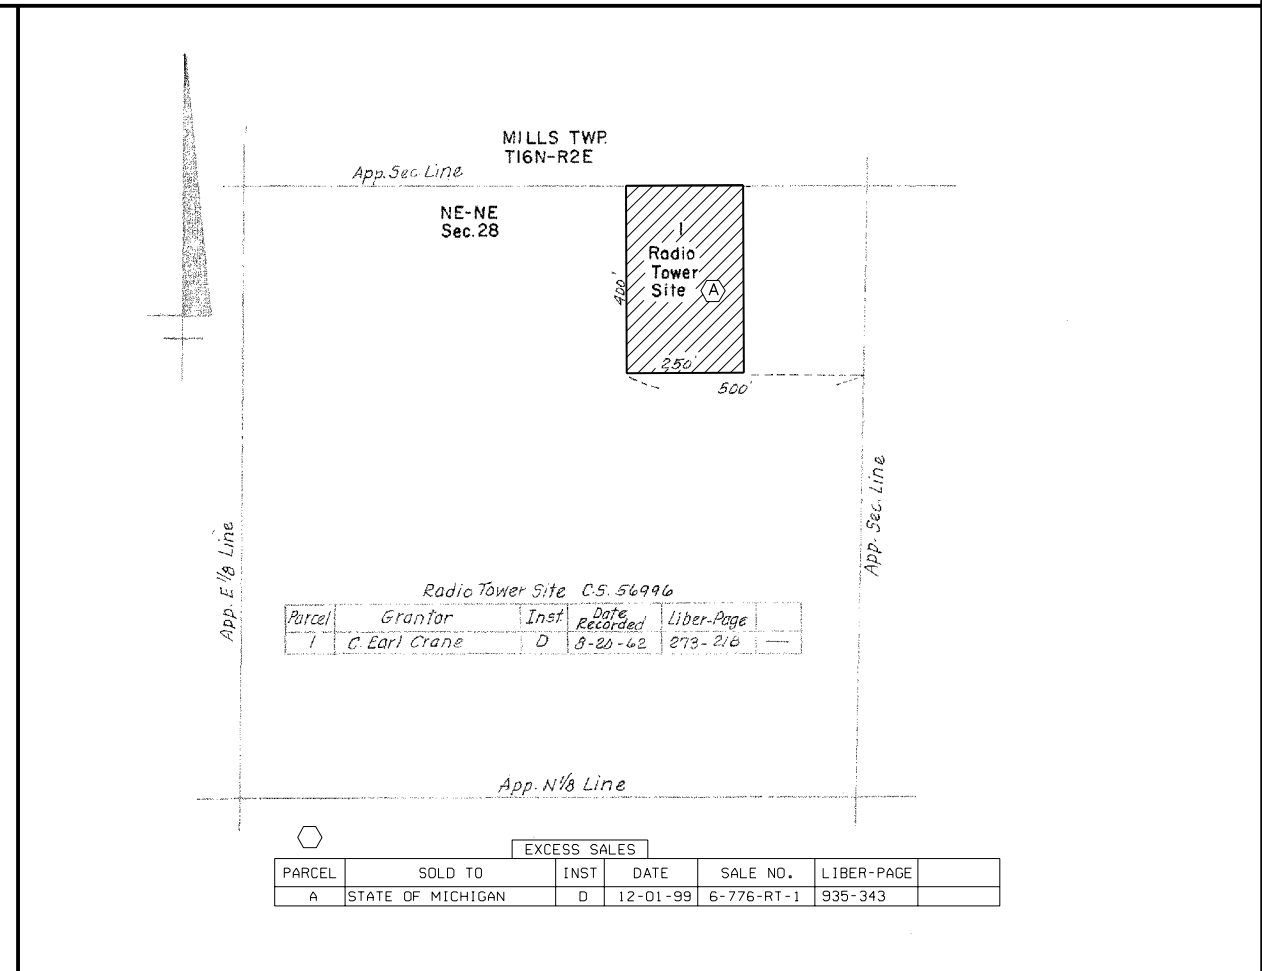 MILLS TWP.
T16N-R2E
App. Sec. Line
NE-NE
Sec. 28
1
Radio
Tower
Site
A
400'
250'
500'
App. Sec. Line
App. E 1/8 Line
Radio Tower Site C.S. 56996
Parcel Grantor Inst. Date Recorded Liber-Page
1 C. Earl Crane D 8-20-62 273-218 —
App. N 1/8 Line
EXCESS SALES
PARCEL SOLD TO INST DATE SALE NO. LIBER-PAGE
A STATE OF MICHIGAN D 12-01-99 6-776-RT-1 935-343